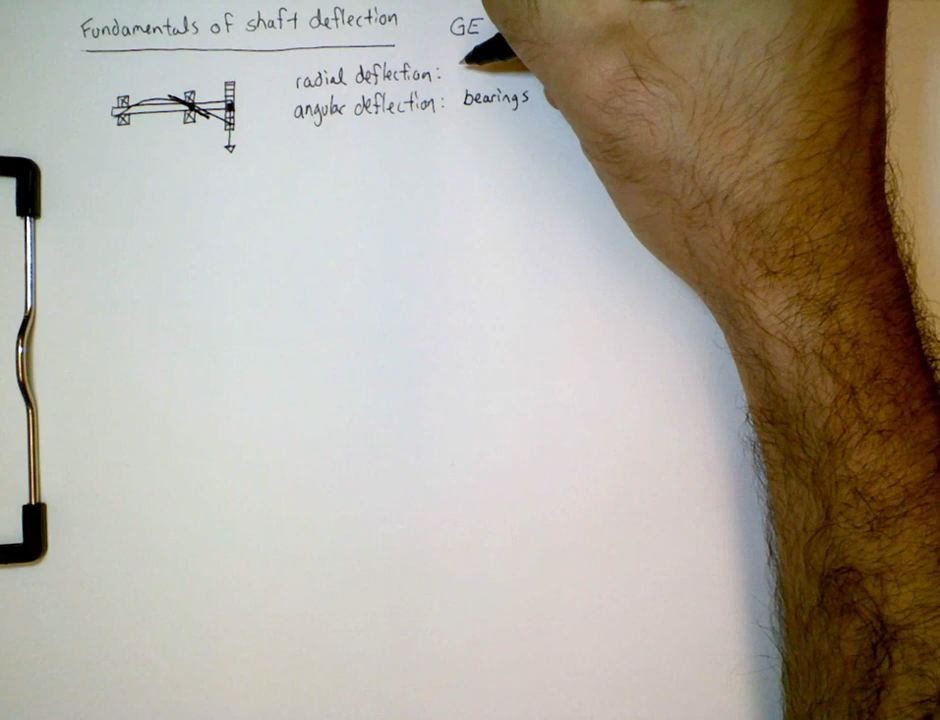 Fundamentals of shaft deflection
GE
radial deflection:
angular deflection: bearings